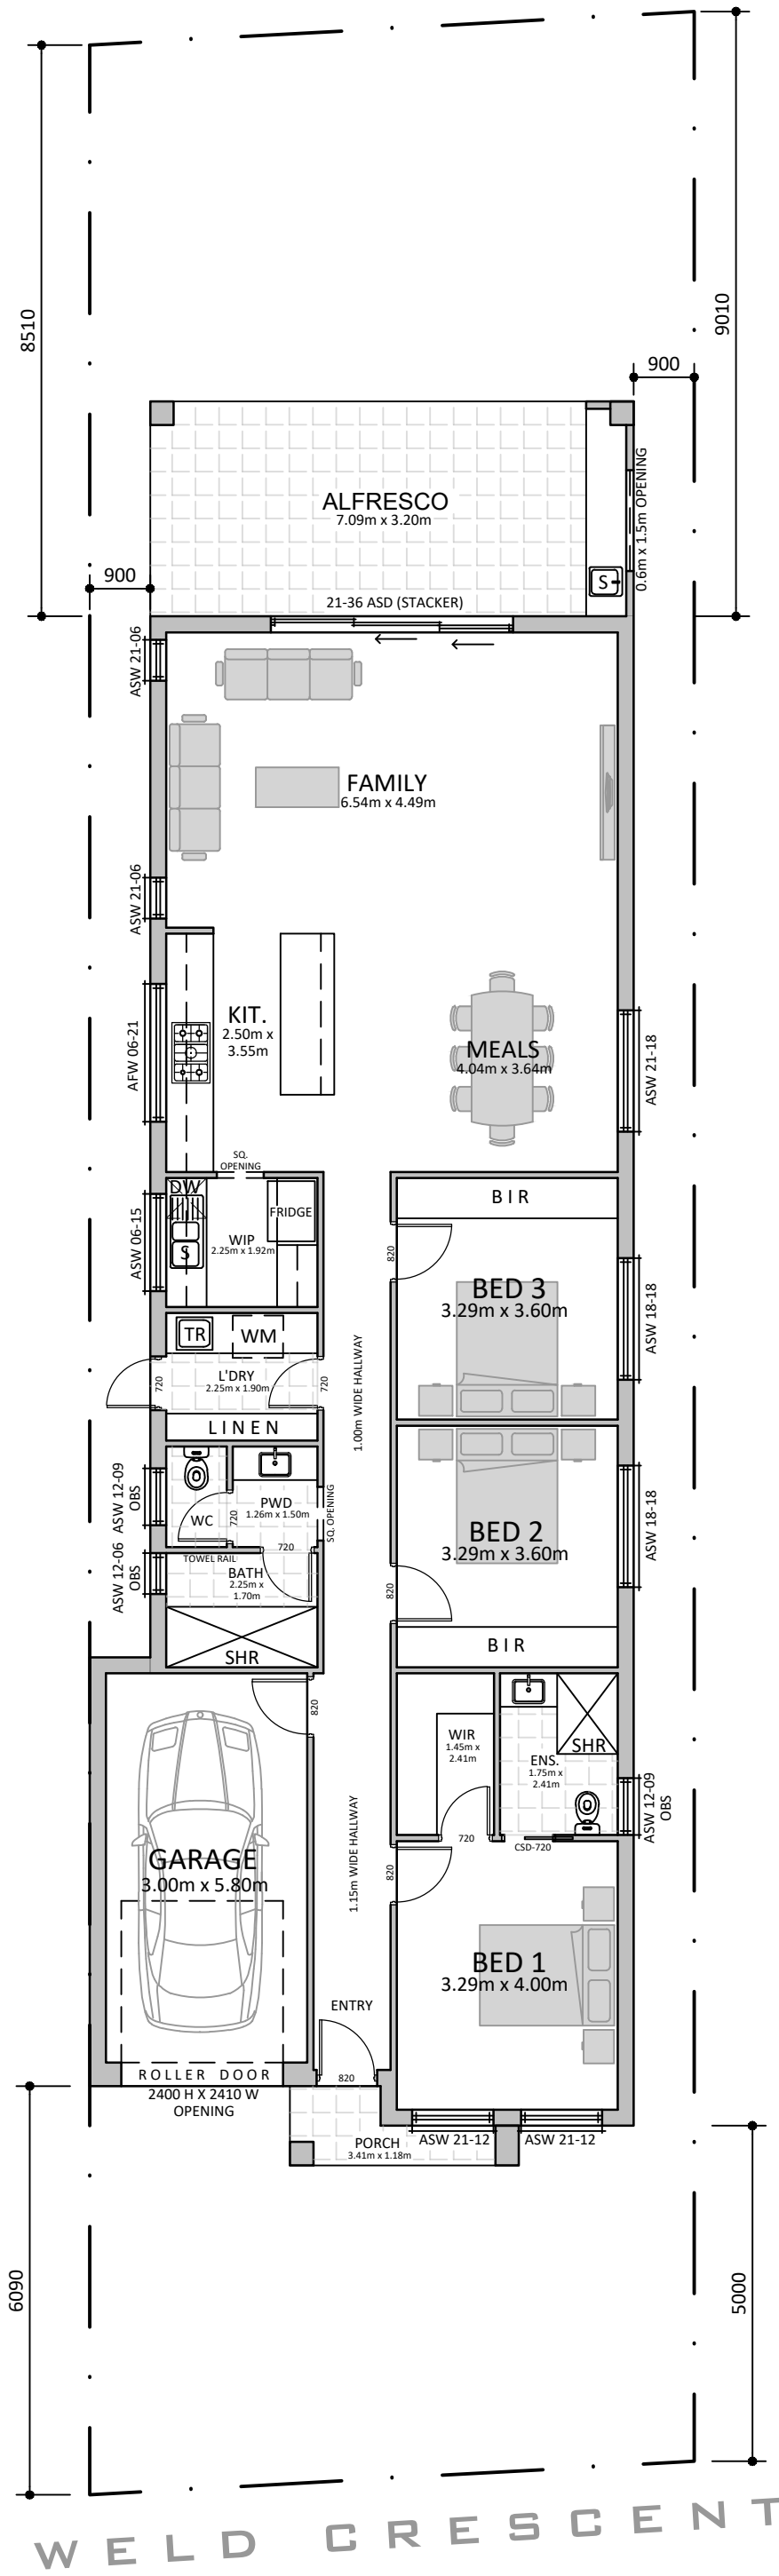 8510
9010
900
ALFRESCO
7.09m x 3.20m
0.6m x 1.5m OPENING
S
900
21-36 ASD (STACKER)
ASW 21-06
FAMILY
6.54m x 4.49m
ASW 21-06
AFW 06-21
KIT.
2.50m x
3.55m
MEALS
4.04m x 3.64m
ASW 21-18
SQ.
OPENING
DW
FRIDGE
S
WIP
2.25m x 1.92m
ASW 06-15
BIR
820
BED 3
3.29m x 3.60m
ASW 18-18
TR
WM
L'DRY
2.25m x 1.90m
720
720
LINEN
1.00m WIDE HALLWAY
ASW 12-09
OBS
WC
720
PWD
1.26m x 1.50m
SQ. OPENING
720
TOWEL RAIL
ASW 12-06
OBS
BATH
2.25m x
1.70m
SHR
BED 2
3.29m x 3.60m
ASW 18-18
820
BIR
820
WIR
1.45m x
2.41m
ENS.
1.75m x
2.41m
SHR
ASW 12-09
OBS
720
CSD-720
GARAGE
3.00m x 5.80m
1.15m WIDE HALLWAY
820
BED 1
3.29m x 4.00m
ENTRY
820
ROLLER DOOR
2400 H X 2410 W
OPENING
PORCH
3.41m x 1.18m
ASW 21-12
ASW 21-12
6090
5000
WELD CRESCENT